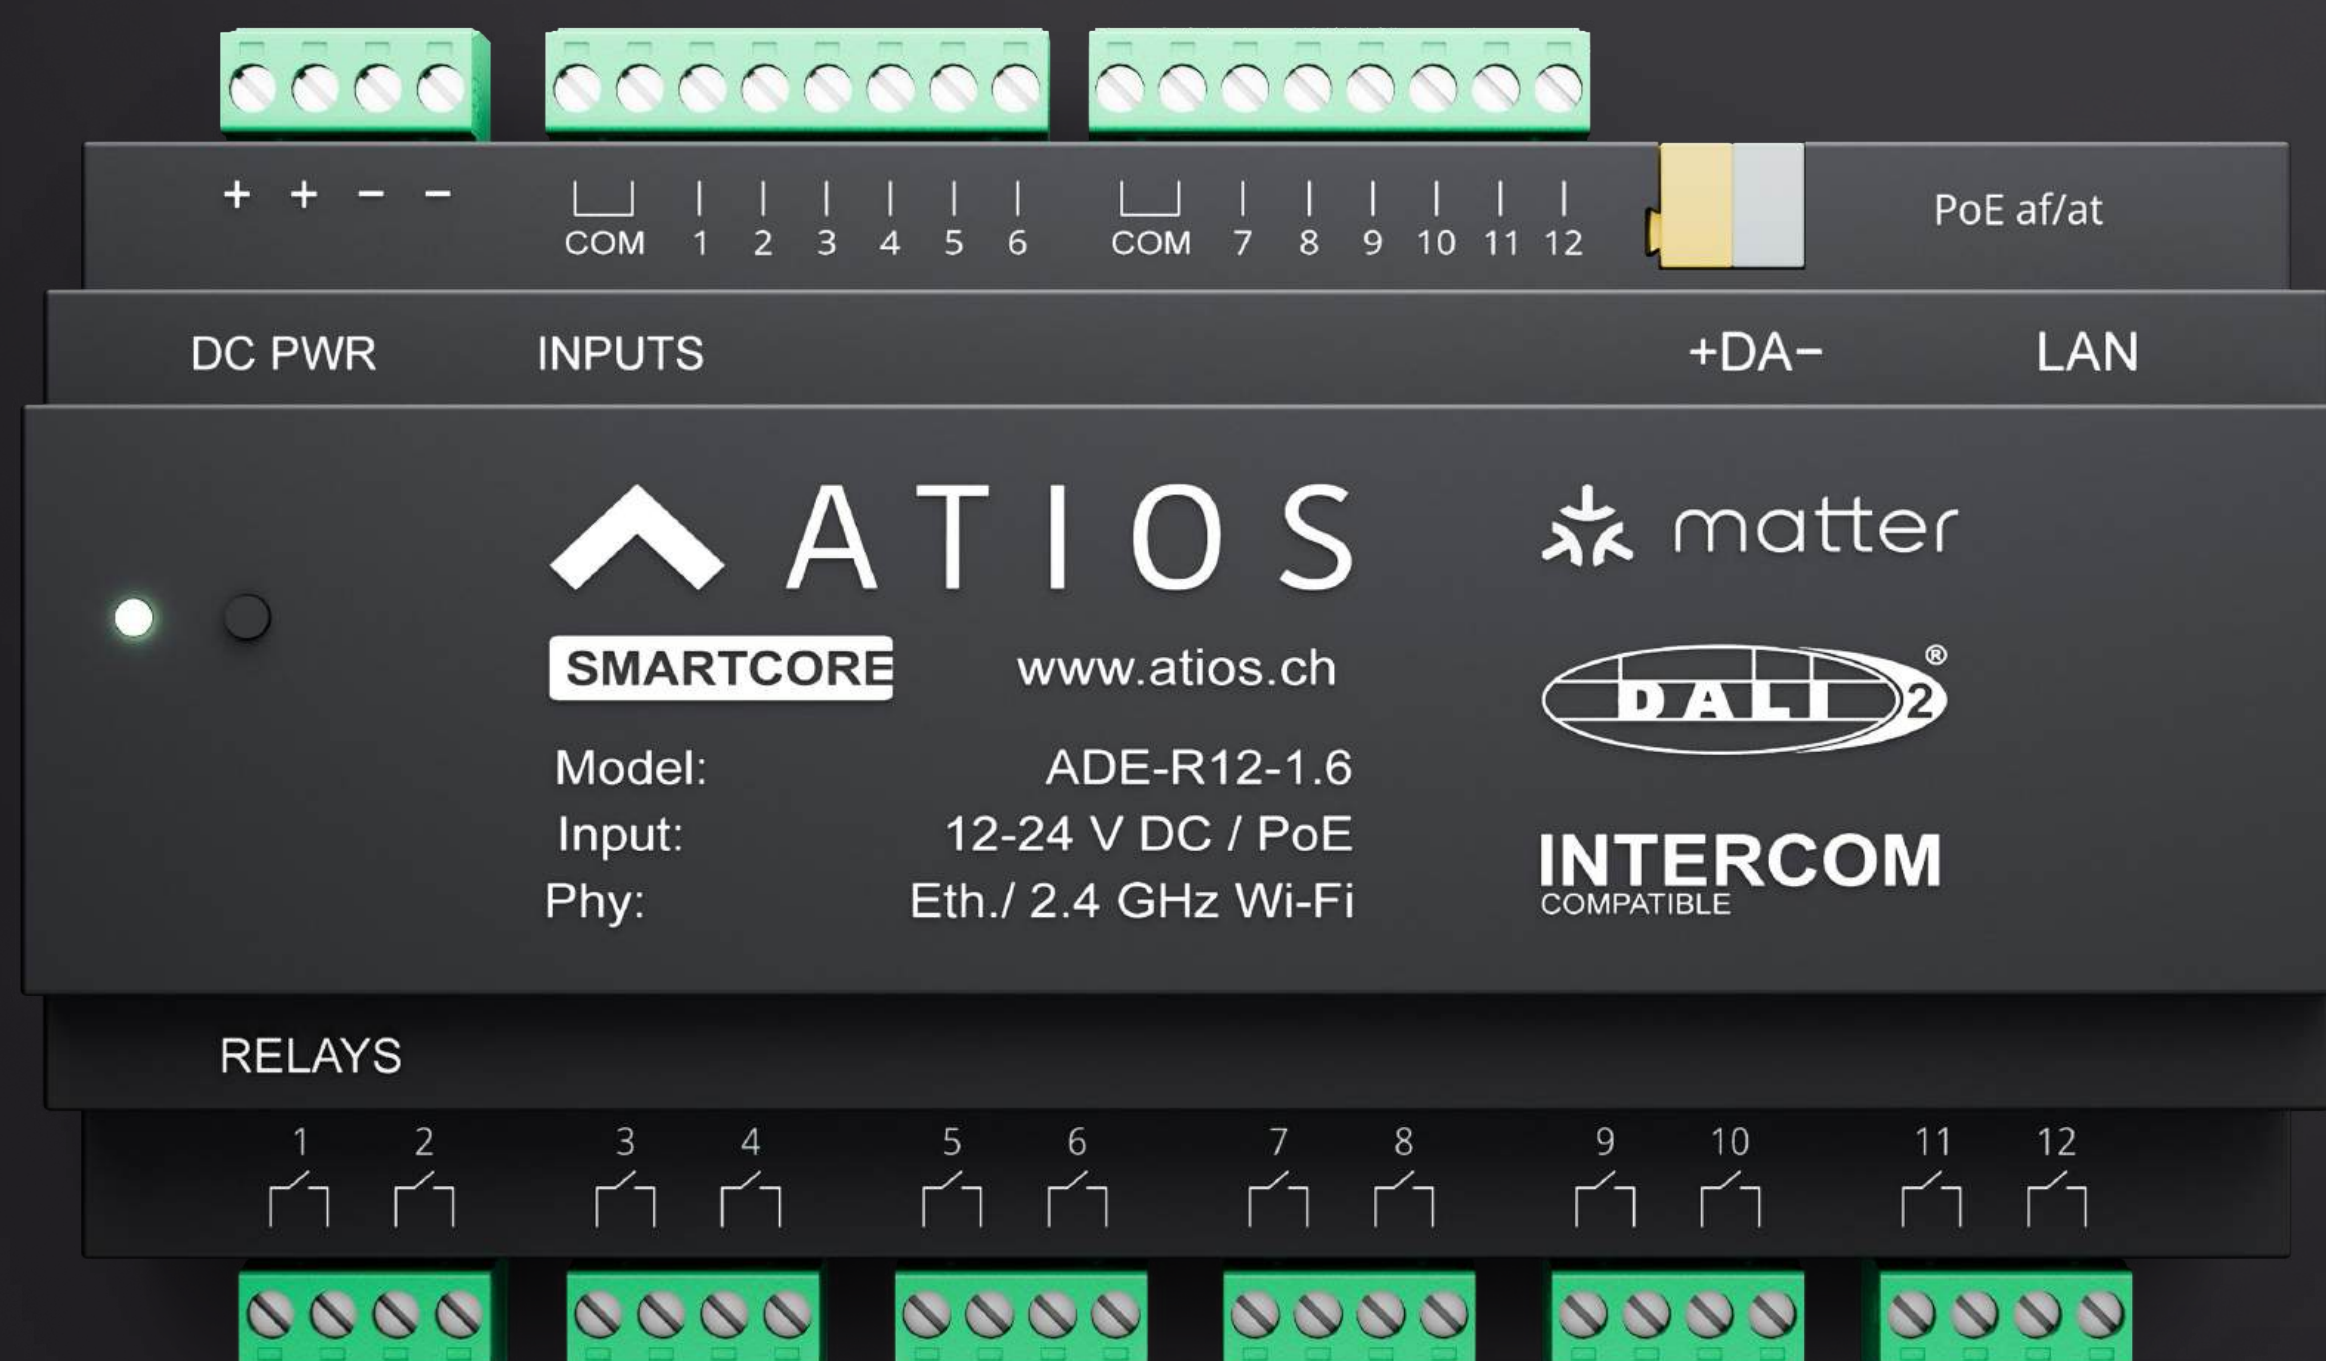 + + − −
COM 1 2 3 4 5 6
COM 7 8 9 10 11 12
PoE af/at
DC PWR
INPUTS
+DA−
LAN
ATIOS
matter
SMARTCORE
www.atios.ch
DALI 2 ®
Model: ADE-R12-1.6
Input: 12-24 V DC / PoE
Phy: Eth./ 2.4 GHz Wi-Fi
INTERCOM
COMPATIBLE
RELAYS
1 2 3 4 5 6 7 8 9 10 11 12